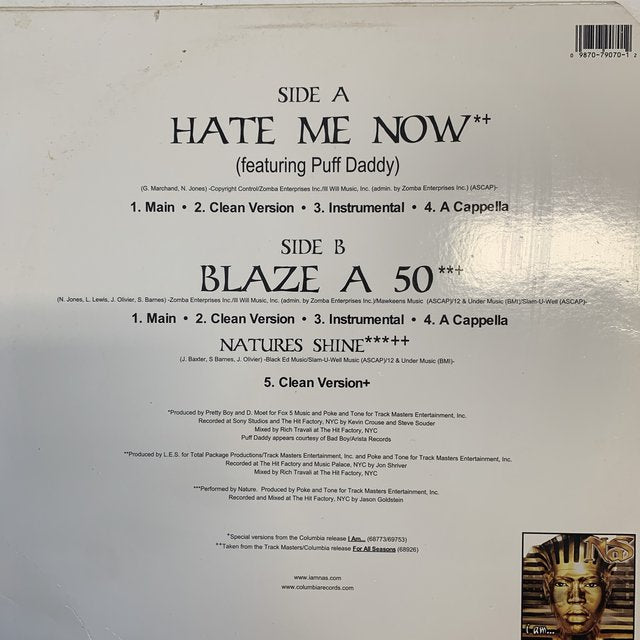 0 9870-79070-1 2
SIDE A
HATE ME NOW*+
(featuring Puff Daddy)
(G. Marchand, N. Jones) -Copyright Control/Zomba Enterprises Inc./Ill Will Music, Inc. (admin. by Zomba Enterprises Inc.) (ASCAP)-
1. Main • 2. Clean Version • 3. Instrumental • 4. A Cappella
SIDE B
BLAZE A 50**+
(N. Jones, L. Lewis, J. Olivier, S. Barnes) -Zomba Enterprises Inc./Ill Will Music, Inc. (admin. by Zomba Enterprises Inc.)/Mawkeens Music (ASCAP)/12 & Under Music (BMI)/Slam-U-Well (ASCAP)-
1. Main • 2. Clean Version • 3. Instrumental • 4. A Cappella
NATURES SHINE***++
(J. Baxter, S Barnes, J. Olivier) -Black Ed Music/Slam-U-Well Music (ASCAP)/12 & Under Music (BMI)-
5. Clean Version+
*Produced by Pretty Boy and D. Moet for Fox 5 Music and Poke and Tone for Track Masters Entertainment, Inc.
Recorded at Sony Studios and The Hit Factory, NYC by Kevin Crouse and Steve Souder
Mixed by Rich Travali at The Hit Factory, NYC
Puff Daddy appears courtesy of Bad Boy/Arista Records
**Produced by L.E.S. for Total Package Productions/Track Masters Entertainment, Inc. and Poke and Tone for Track Masters Entertainment, Inc.
Recorded at The Hit Factory and Music Palace, NYC by Jon Shriver
Mixed by Rich Travali at The Hit Factory, NYC
***Performed by Nature. Produced by Poke and Tone for Track Masters Entertainment, Inc.
Recorded and Mixed at The Hit Factory, NYC by Jason Goldstein
+Special versions from the Columbia release I Am... (68773/69753)
++Taken from the Track Masters/Columbia release For All Seasons (68926)
www.iamnas.com
www.columbiarecords.com
NAS
I am...